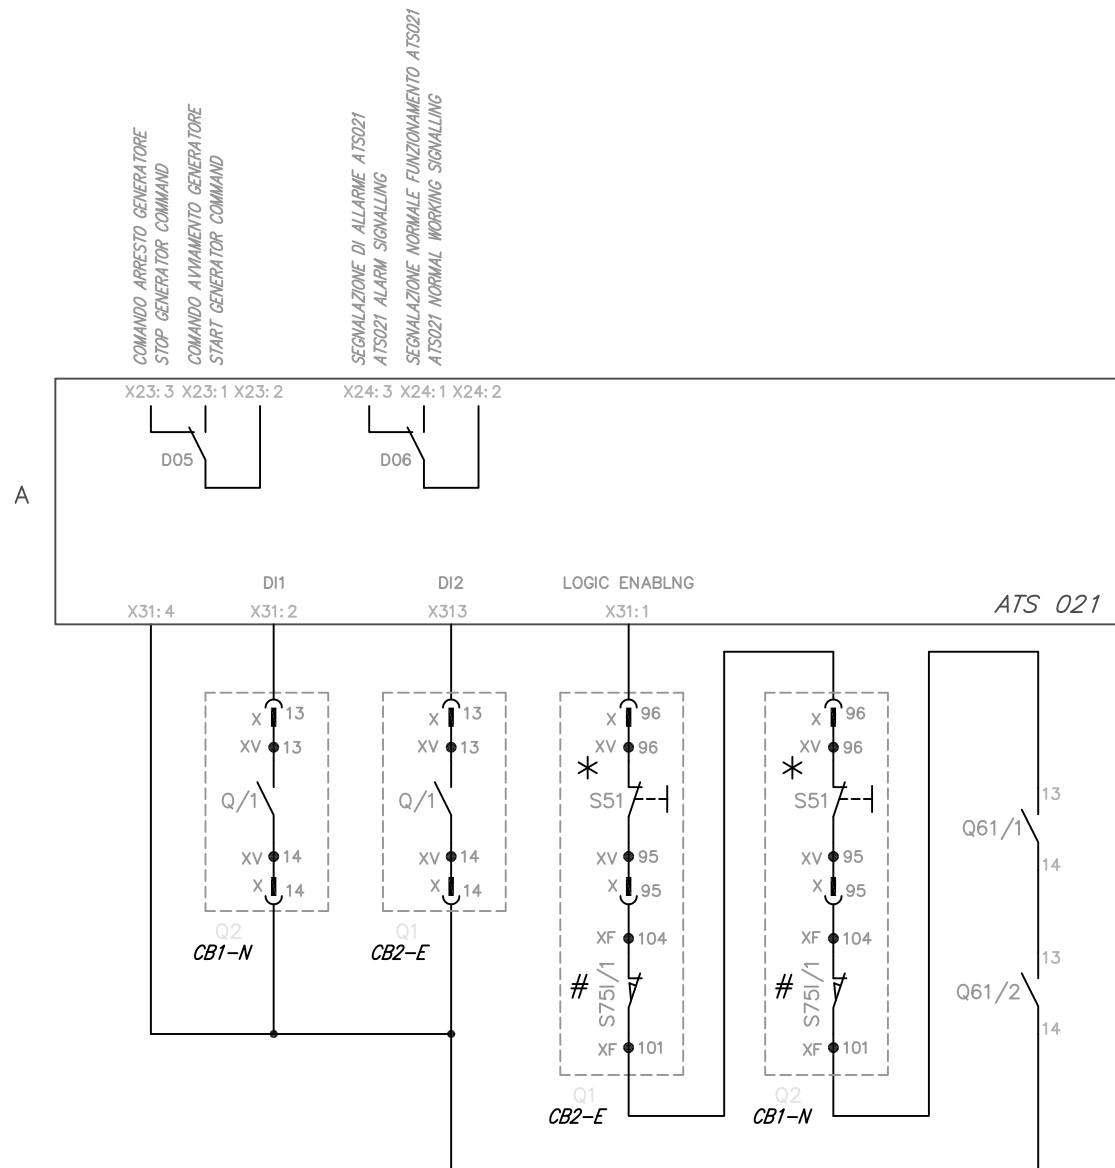 COMANDO ARRESTO GENERATORE
STOP GENERATOR COMMAND
COMANDO AVVIAMENTO GENERATORE
START GENERATOR COMMAND
SEGNALAZIONE DI ALLARME ATS021
ATS021 ALARM SIGNALLING
SEGNALAZIONE NORMALE FUNZIONAMENTO ATS021
ATS021 NORMAL WORKING SIGNALLING
X23:3 X23:1 X23:2 X24:3 X24:1 X24:2
D05 D06
A
DI1 DI2 LOGIC ENABLNG
X31:4 X31:2 X313 X31:1
ATS 021
X 13 X 13 X 96 X 96
XV 13 XV 13 XV 96 XV 96
* *
Q/1 Q/1 S51 S51
13
Q61/1
14
XV 14 XV 14 XV 95 XV 95
X 14 X 14 X 95 X 95
Q2 Q1
CB1-N CB2-E
XF 104 XF 104
# S75I/1 # S75I/1
13
Q61/2
14
XF 101 XF 101
Q1 Q2
CB2-E CB1-N